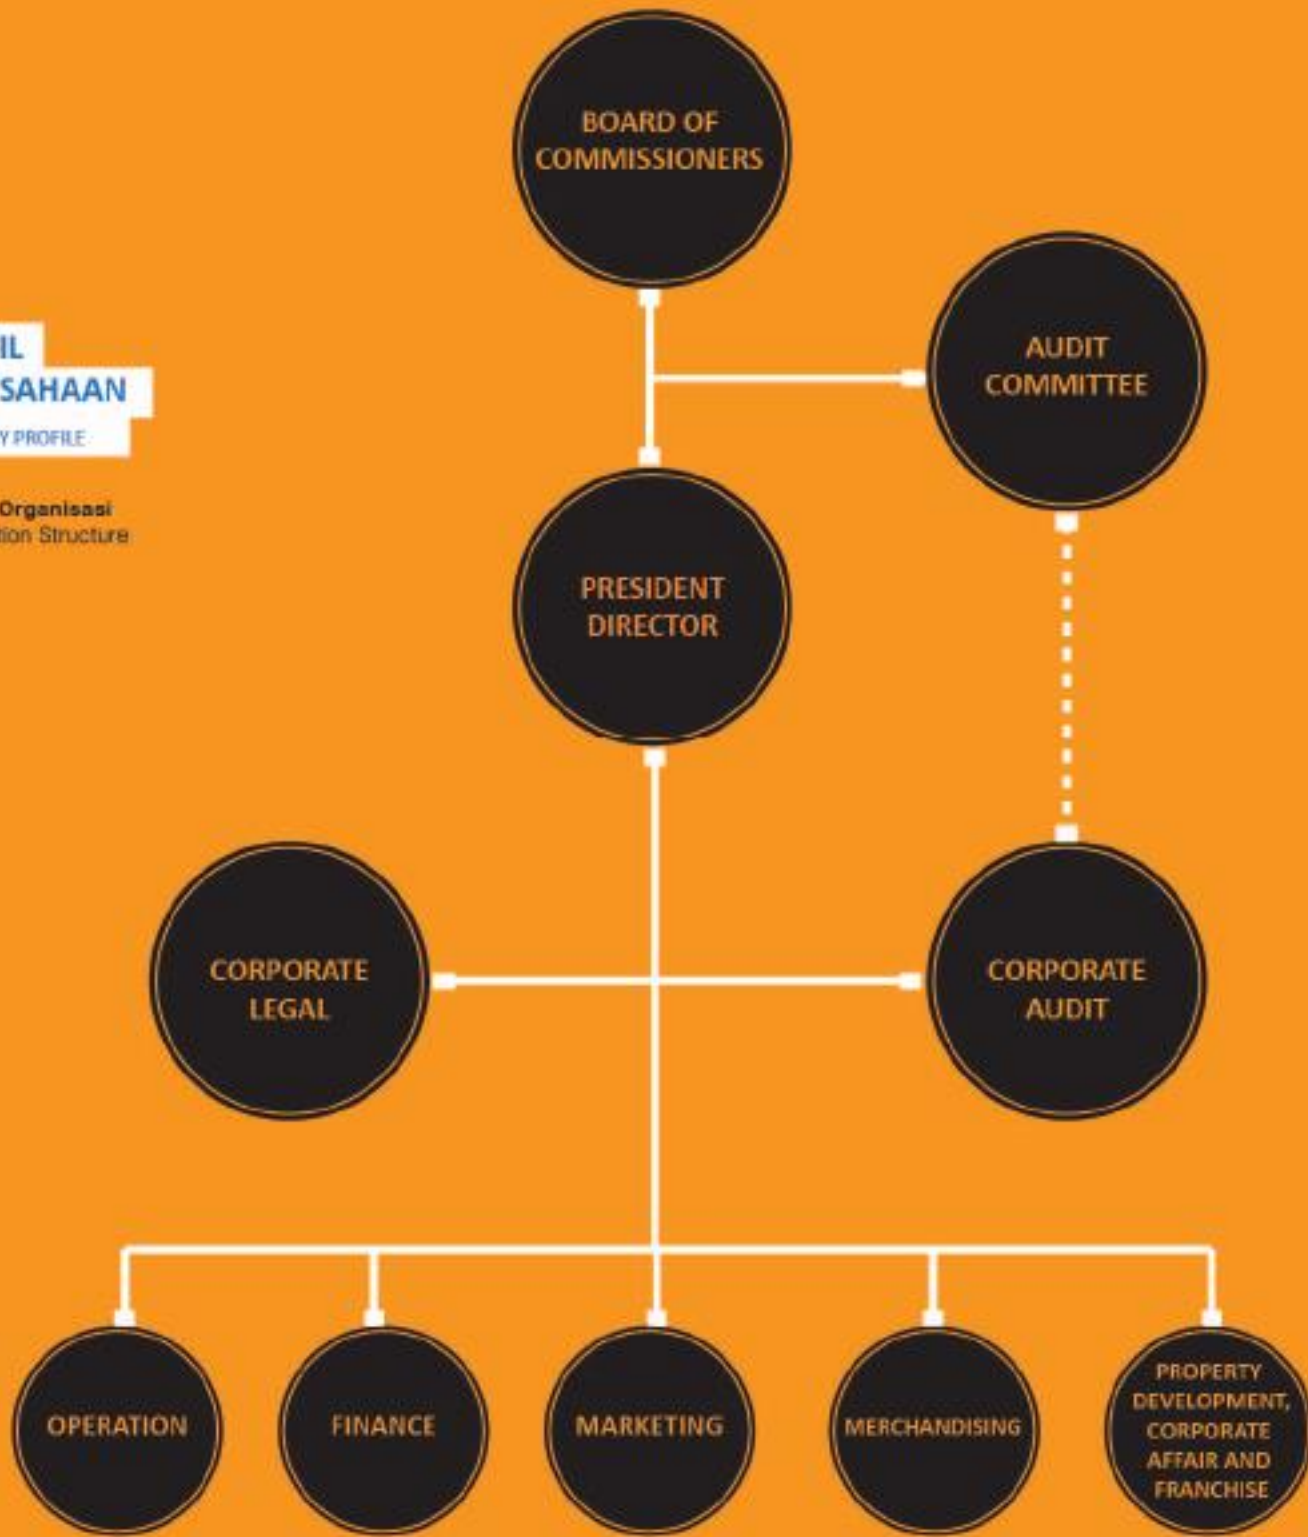 BOARD OF
COMMISSIONERS
AUDIT
COMMITTEE
IL
SAHAAN
Y PROFILE
Organisasi
tion Structure
PRESIDENT
DIRECTOR
CORPORATE
LEGAL
CORPORATE
AUDIT
OPERATION
FINANCE
MARKETING
MERCHANDISING
PROPERTY
DEVELOPMENT,
CORPORATE
AFFAIR AND
FRANCHISE